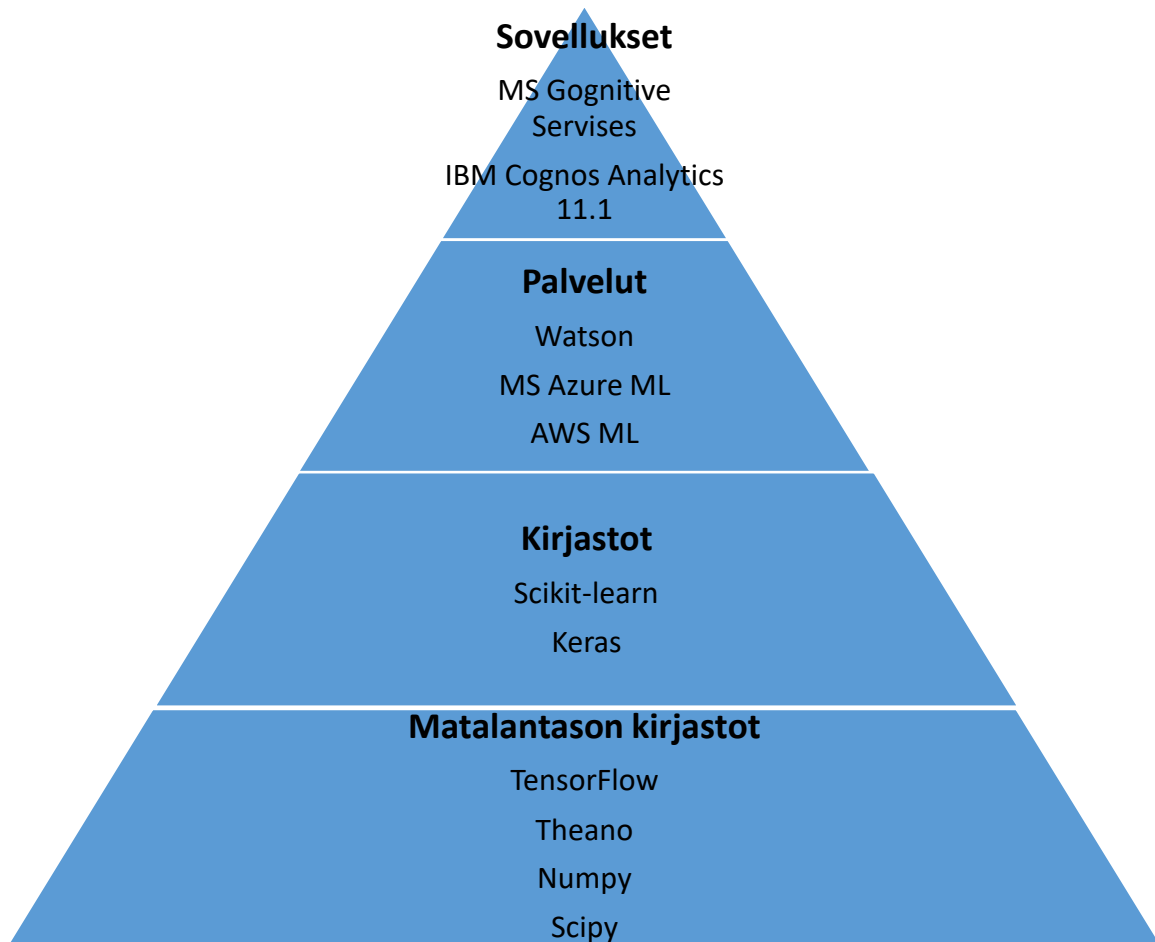 Sovellukset
MS Gognitive
Servises
IBM Cognos Analytics
11.1
Palvelut
Watson
MS Azure ML
AWS ML
Kirjastot
Scikit-learn
Keras
Matalantason kirjastot
TensorFlow
Theano
Numpy
Scipy